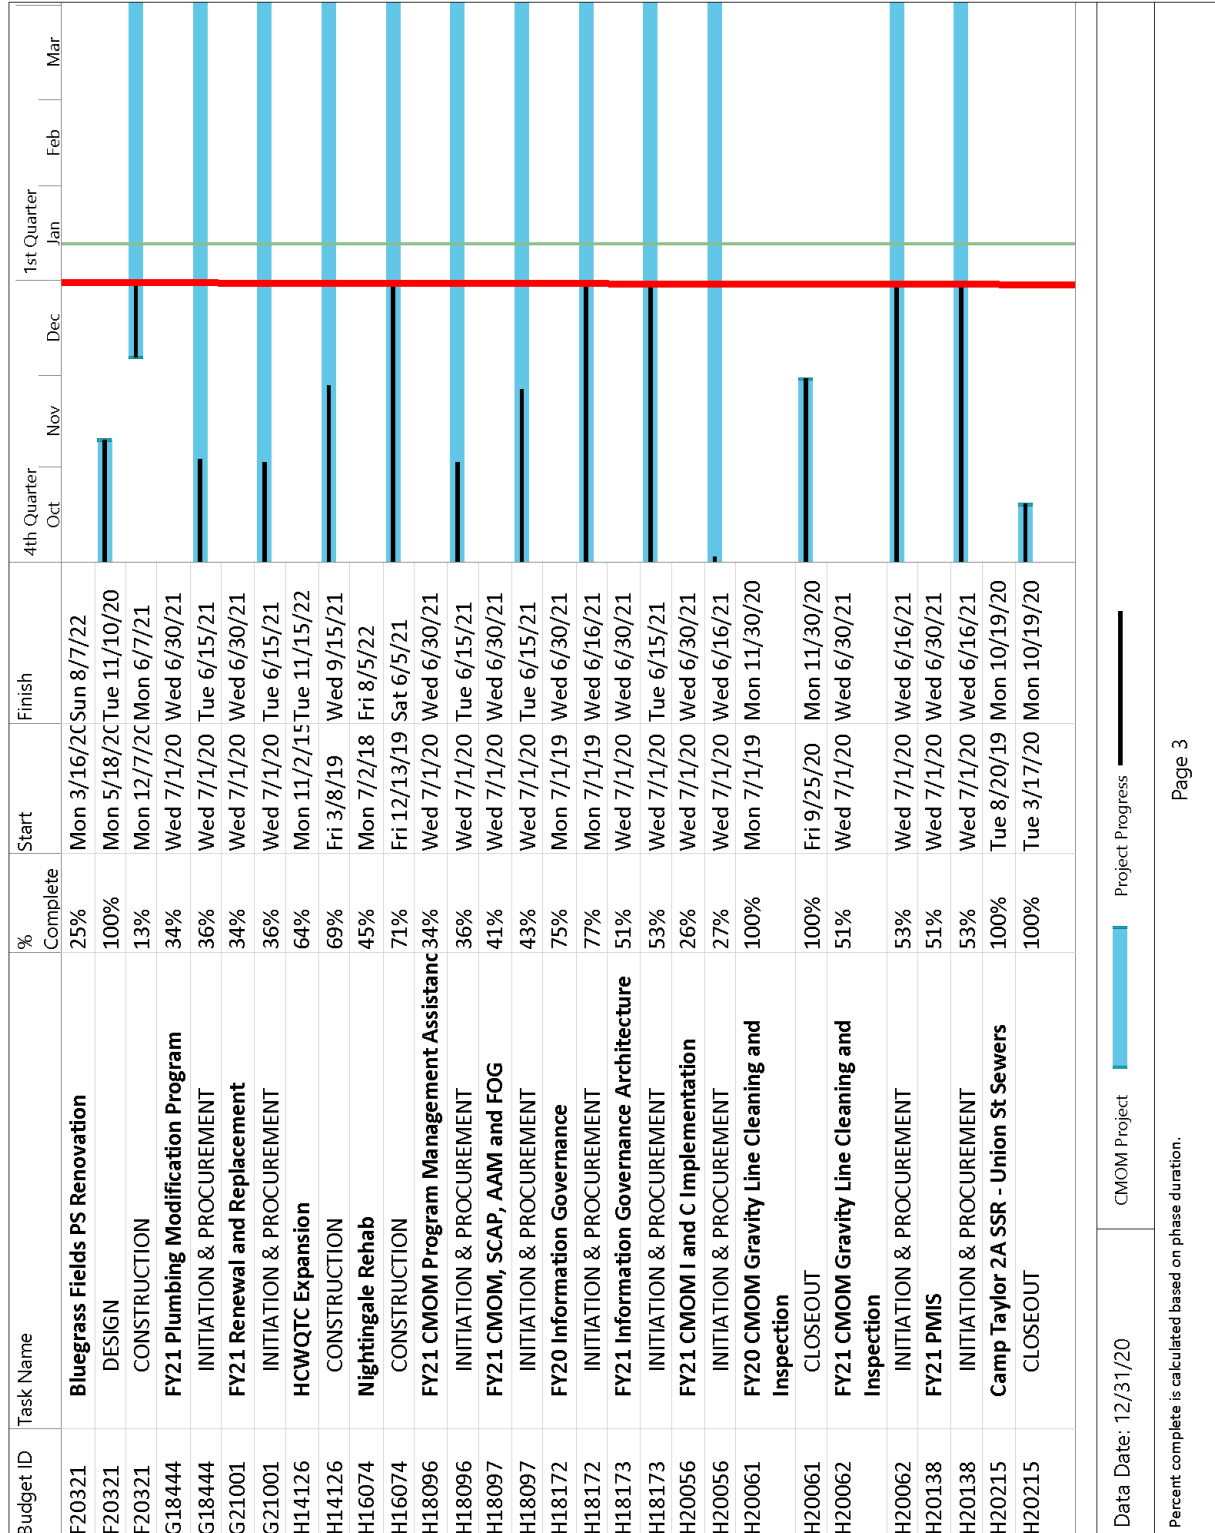 Budget ID Task Name % Complete Start Finish 4th Quarter 1st Quarter
Oct Nov Dec Jan Feb Mar
F20321 Bluegrass Fields PS Renovation 25% Mon 3/16/20 Sun 8/7/22
F20321 DESIGN 100% Mon 5/18/20 Tue 11/10/20
F20321 CONSTRUCTION 13% Mon 12/7/20 Mon 6/7/21
G18444 FY21 Plumbing Modification Program 34% Wed 7/1/20 Wed 6/30/21
G18444 INITIATION & PROCUREMENT 36% Wed 7/1/20 Tue 6/15/21
G21001 FY21 Renewal and Replacement 34% Wed 7/1/20 Wed 6/30/21
G21001 INITIATION & PROCUREMENT 36% Wed 7/1/20 Tue 6/15/21
H14126 HCWQTC Expansion 64% Mon 11/2/15 Tue 11/15/22
H14126 CONSTRUCTION 69% Fri 3/8/19 Wed 9/15/21
H16074 Nightingale Rehab 45% Mon 7/2/18 Fri 8/5/22
H16074 CONSTRUCTION 71% Fri 12/13/19 Sat 6/5/21
H18096 FY21 CMOM Program Management Assistanc 34% Wed 7/1/20 Wed 6/30/21
H18096 INITIATION & PROCUREMENT 36% Wed 7/1/20 Tue 6/15/21
H18097 FY21 CMOM, SCAP, AAM and FOG 41% Wed 7/1/20 Wed 6/30/21
H18097 INITIATION & PROCUREMENT 43% Wed 7/1/20 Tue 6/15/21
H18172 FY20 Information Governance 75% Mon 7/1/19 Wed 6/30/21
H18172 INITIATION & PROCUREMENT 77% Mon 7/1/19 Wed 6/16/21
H18173 FY21 Information Governance Architecture 51% Wed 7/1/20 Wed 6/30/21
H18173 INITIATION & PROCUREMENT 53% Wed 7/1/20 Tue 6/15/21
H20056 FY21 CMOM I and C Implementation 26% Wed 7/1/20 Wed 6/30/21
H20056 INITIATION & PROCUREMENT 27% Wed 7/1/20 Wed 6/16/21
H20061 FY20 CMOM Gravity Line Cleaning and 100% Mon 7/1/19 Mon 11/30/20
Inspection
H20061 CLOSEOUT 100% Fri 9/25/20 Mon 11/30/20
H20062 FY21 CMOM Gravity Line Cleaning and 51% Wed 7/1/20 Wed 6/30/21
Inspection
H20062 INITIATION & PROCUREMENT 53% Wed 7/1/20 Wed 6/16/21
H20138 FY21 PMIS 51% Wed 7/1/20 Wed 6/30/21
H20138 INITIATION & PROCUREMENT 53% Wed 7/1/20 Wed 6/16/21
H20215 Camp Taylor 2A SSR - Union St Sewers 100% Tue 8/20/19 Mon 10/19/20
H20215 CLOSEOUT 100% Tue 3/17/20 Mon 10/19/20
Data Date: 12/31/20 CMOM Project Project Progress
Percent complete is calculated based on phase duration.
Page 3